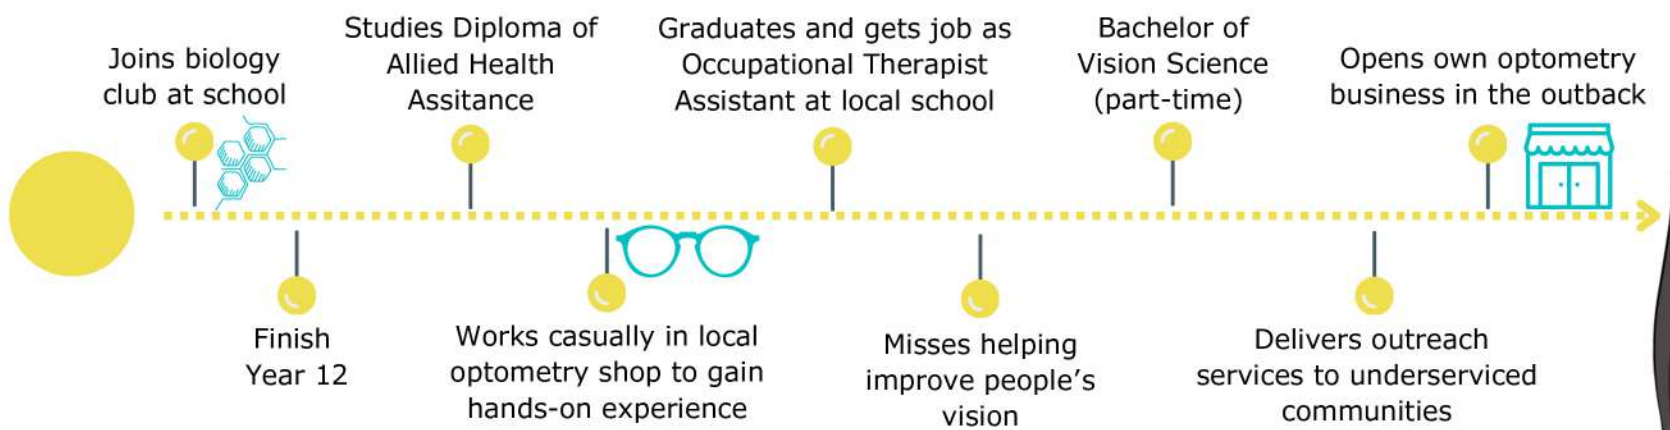 Joins biology
club at school
Finish
Year 12
Studies Diploma of
Allied Health
Assitance
Works casually in local
optometry shop to gain
hands-on experience
Graduates and gets job as
Occupational Therapist
Assistant at local school
Misses helping
improve people's
vision
Bachelor of
Vision Science
(part-time)
Delivers outreach
services to underserviced
communities
Opens own optometry
business in the outback